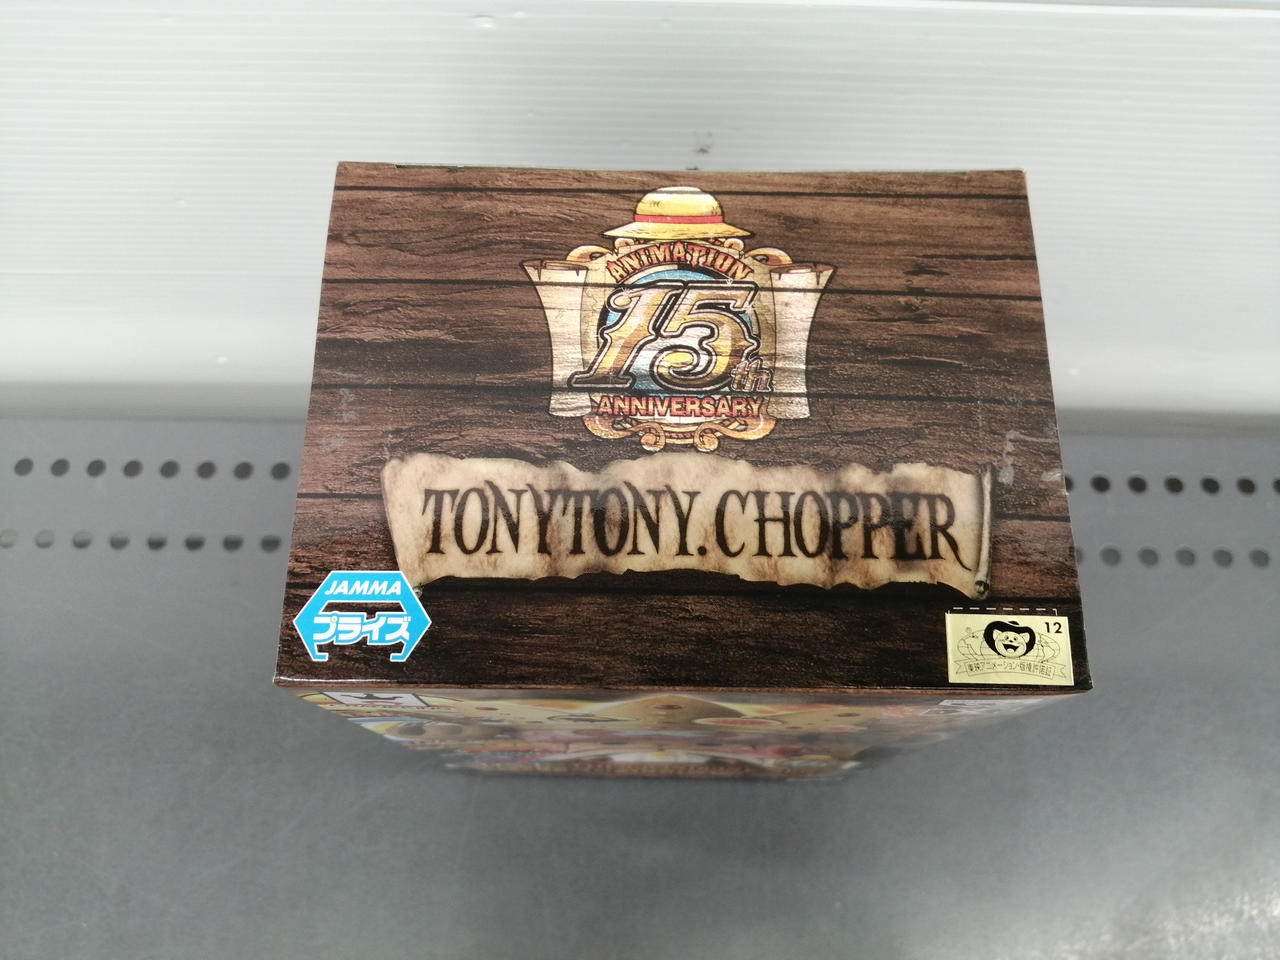 ANIMATION
15th
ANNIVERSARY
TONYTONY.CHOPPER
JAMMA
プライズ
12
東映アニメーション・版権許諾証